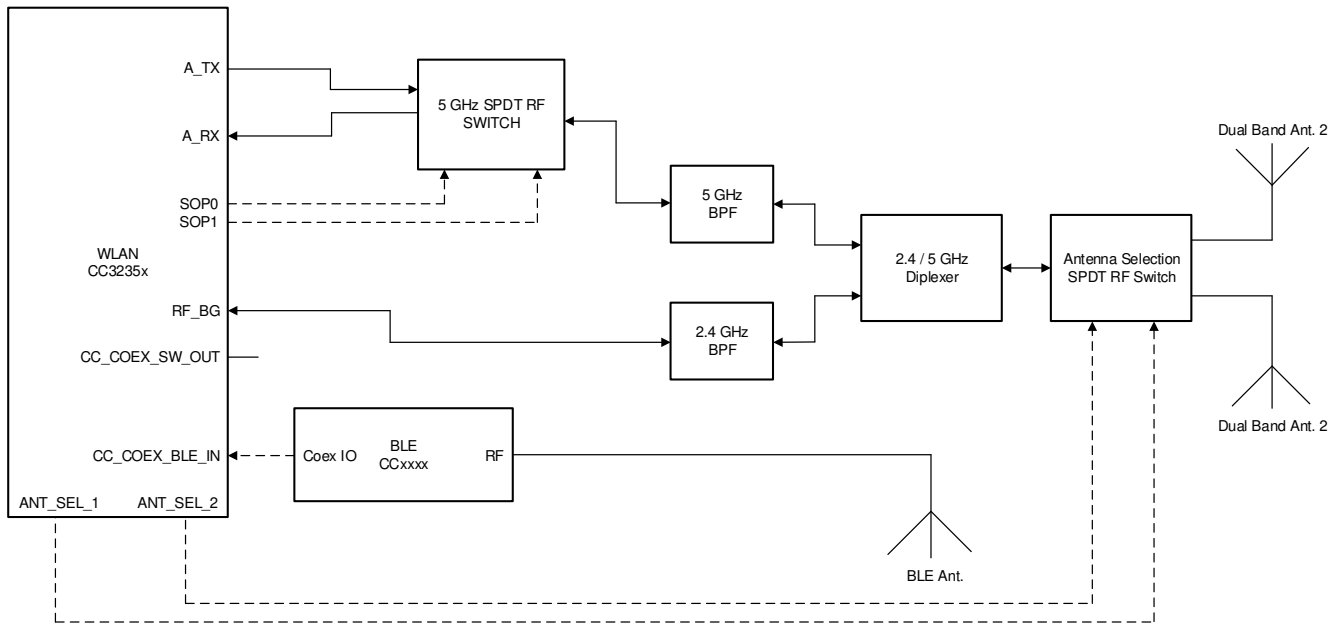 A_TX
A_RX
SOP0
SOP1
WLAN
CC3235x
RF_BG
CC_COEX_SW_OUT
CC_COEX_BLE_IN
ANT_SEL_1
ANT_SEL_2
5 GHz SPDT RF
SWITCH
5 GHz
BPF
2.4 GHz
BPF
2.4 / 5 GHz
Diplexer
Antenna Selection
SPDT RF Switch
Dual Band Ant. 2
Dual Band Ant. 2
Coex IO
BLE
CCxxxx
RF
BLE Ant.